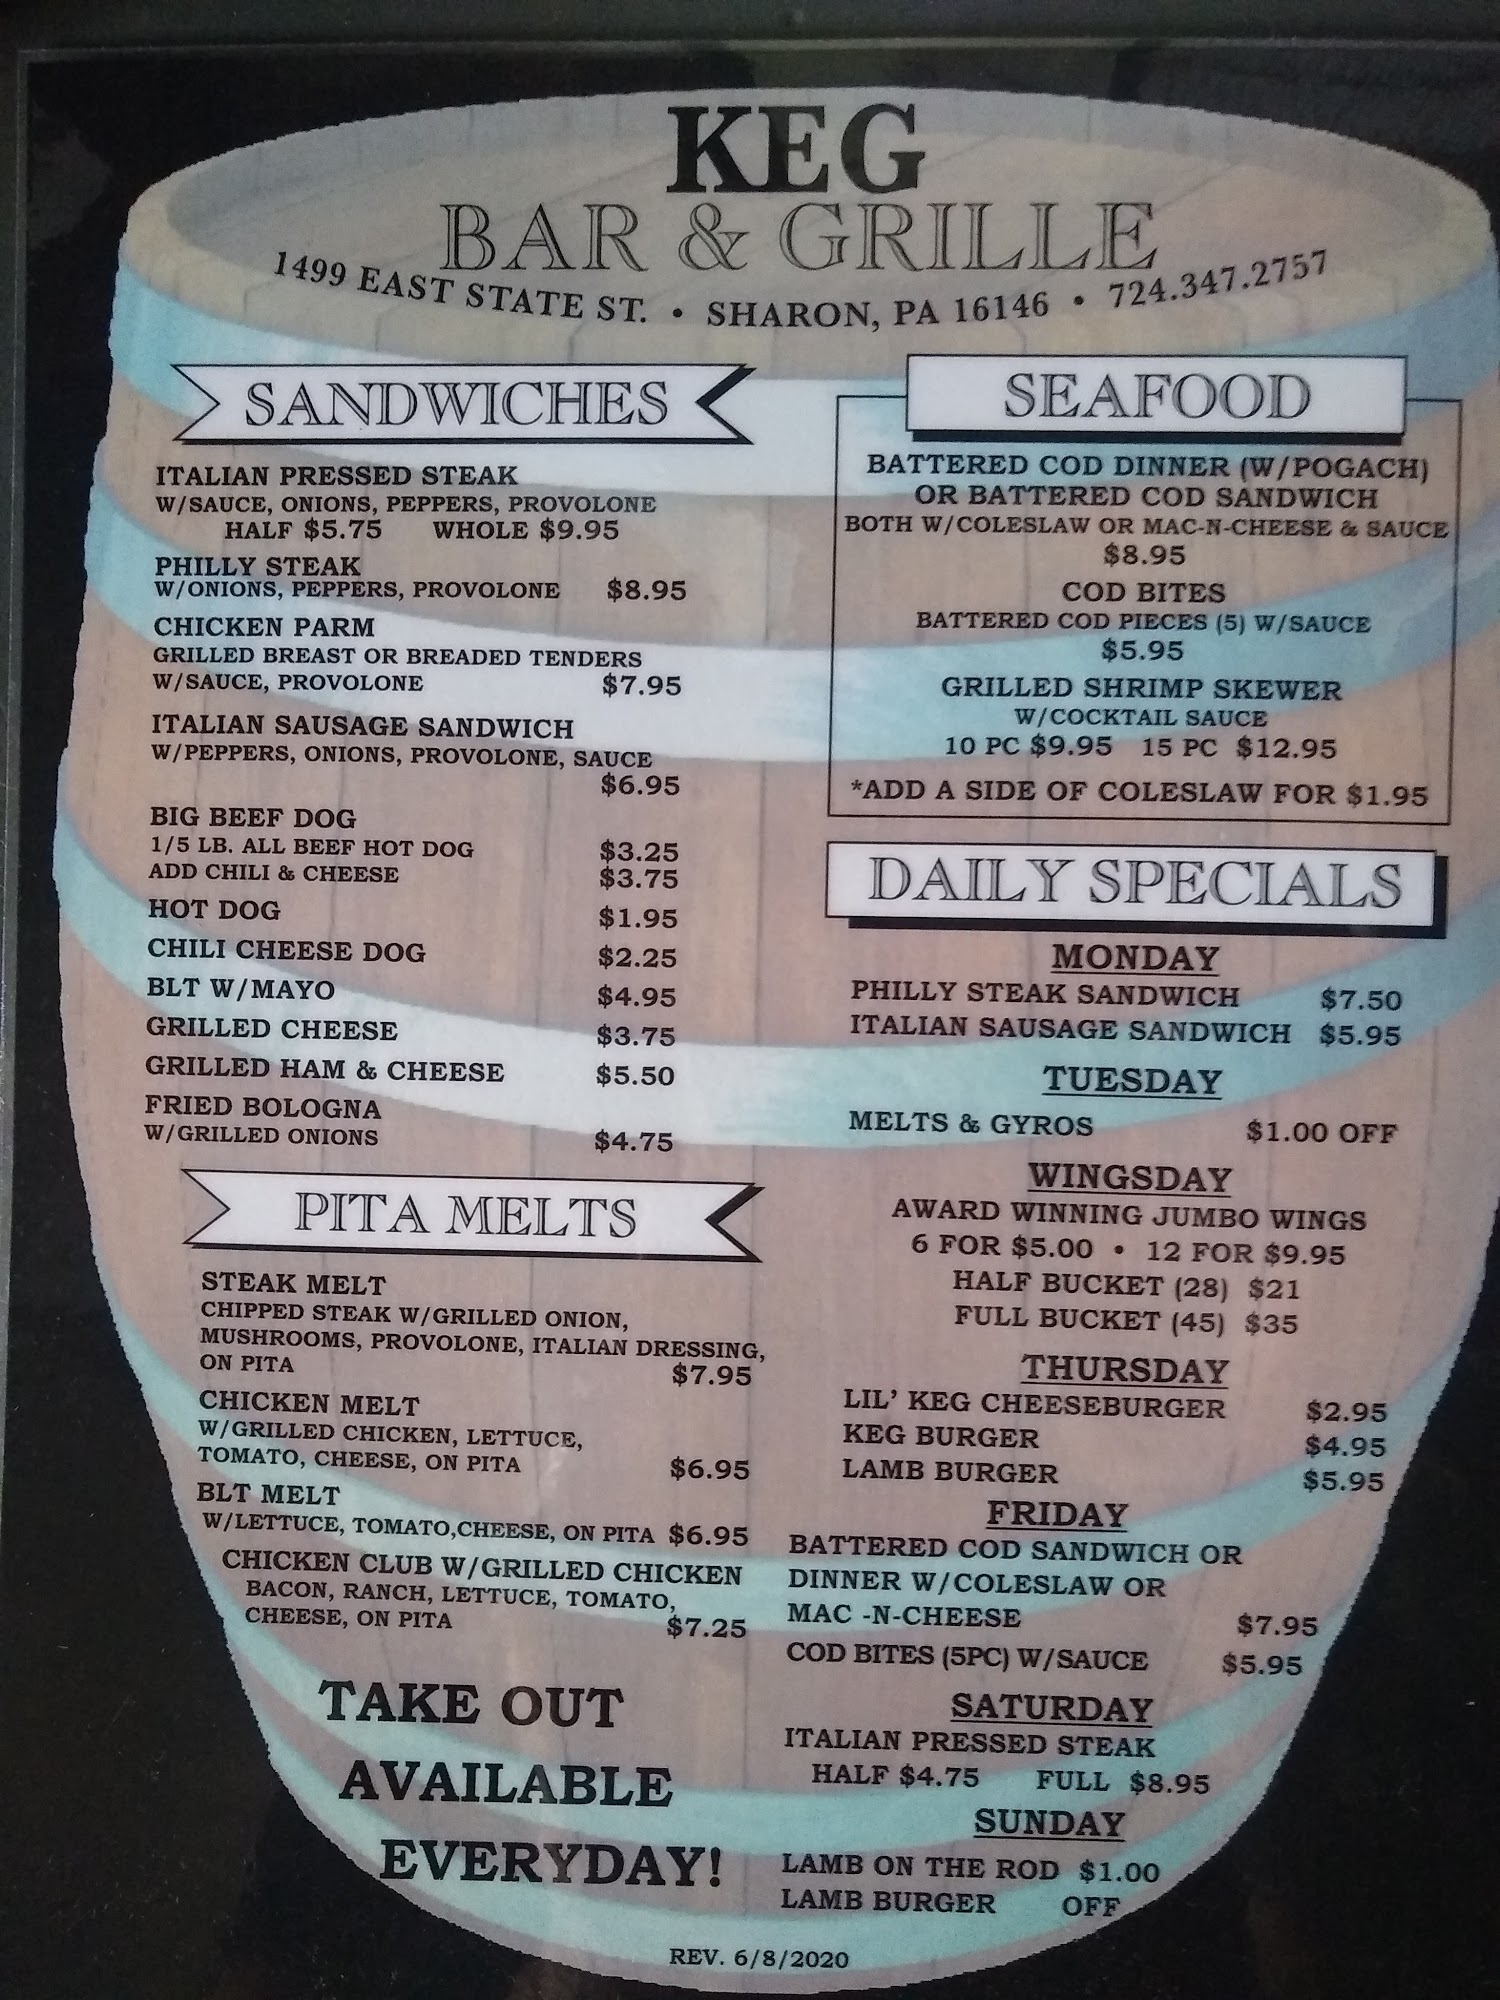 KEG
BAR & GRILLE
1499 EAST STATE ST. • SHARON, PA 16146 • 724.347.2757
SANDWICHES
ITALIAN PRESSED STEAK
W/SAUCE, ONIONS, PEPPERS, PROVOLONE
HALF $5.75 WHOLE $9.95
PHILLY STEAK
W/ONIONS, PEPPERS, PROVOLONE $8.95
CHICKEN PARM
GRILLED BREAST OR BREADED TENDERS
W/SAUCE, PROVOLONE $7.95
ITALIAN SAUSAGE SANDWICH
W/PEPPERS, ONIONS, PROVOLONE, SAUCE
$6.95
BIG BEEF DOG
1/5 LB. ALL BEEF HOT DOG $3.25
ADD CHILI & CHEESE $3.75
HOT DOG $1.95
CHILI CHEESE DOG $2.25
BLT W/MAYO $4.95
GRILLED CHEESE $3.75
GRILLED HAM & CHEESE $5.50
FRIED BOLOGNA
W/GRILLED ONIONS $4.75
PITA MELTS
STEAK MELT
CHIPPED STEAK W/GRILLED ONION,
MUSHROOMS, PROVOLONE, ITALIAN DRESSING,
ON PITA $7.95
CHICKEN MELT
W/GRILLED CHICKEN, LETTUCE,
TOMATO, CHEESE, ON PITA $6.95
BLT MELT
W/LETTUCE, TOMATO,CHEESE, ON PITA $6.95
CHICKEN CLUB W/GRILLED CHICKEN
BACON, RANCH, LETTUCE, TOMATO,
CHEESE, ON PITA $7.25
TAKE OUT
AVAILABLE
EVERYDAY!
SEAFOOD
BATTERED COD DINNER (W/POGACH)
OR BATTERED COD SANDWICH
BOTH W/COLESLAW OR MAC-N-CHEESE & SAUCE
$8.95
COD BITES
BATTERED COD PIECES (5) W/SAUCE
$5.95
GRILLED SHRIMP SKEWER
W/COCKTAIL SAUCE
10 PC $9.95 15 PC $12.95
*ADD A SIDE OF COLESLAW FOR $1.95
DAILY SPECIALS
MONDAY
PHILLY STEAK SANDWICH $7.50
ITALIAN SAUSAGE SANDWICH $5.95
TUESDAY
MELTS & GYROS $1.00 OFF
WINGSDAY
AWARD WINNING JUMBO WINGS
6 FOR $5.00 • 12 FOR $9.95
HALF BUCKET (28) $21
FULL BUCKET (45) $35
THURSDAY
LIL' KEG CHEESEBURGER $2.95
KEG BURGER $4.95
LAMB BURGER $5.95
FRIDAY
BATTERED COD SANDWICH OR
DINNER W/COLESLAW OR
MAC -N-CHEESE $7.95
COD BITES (5PC) W/SAUCE $5.95
SATURDAY
ITALIAN PRESSED STEAK
HALF $4.75 FULL $8.95
SUNDAY
LAMB ON THE ROD $1.00
LAMB BURGER OFF
REV. 6/8/2020